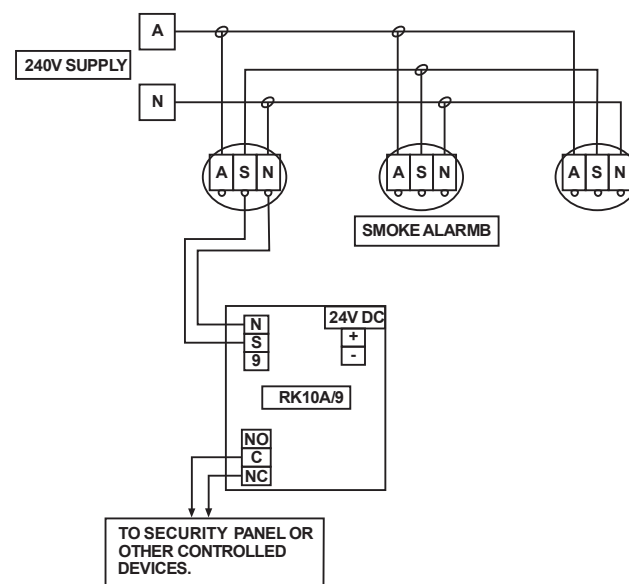 A
240V SUPPLY
N
A S N
A S N
A S N
SMOKE ALARMB
N
S
9
24V DC
+
-
RK10A/9
NO
C
NC
TO SECURITY PANEL OR
OTHER CONTROLLED
DEVICES.